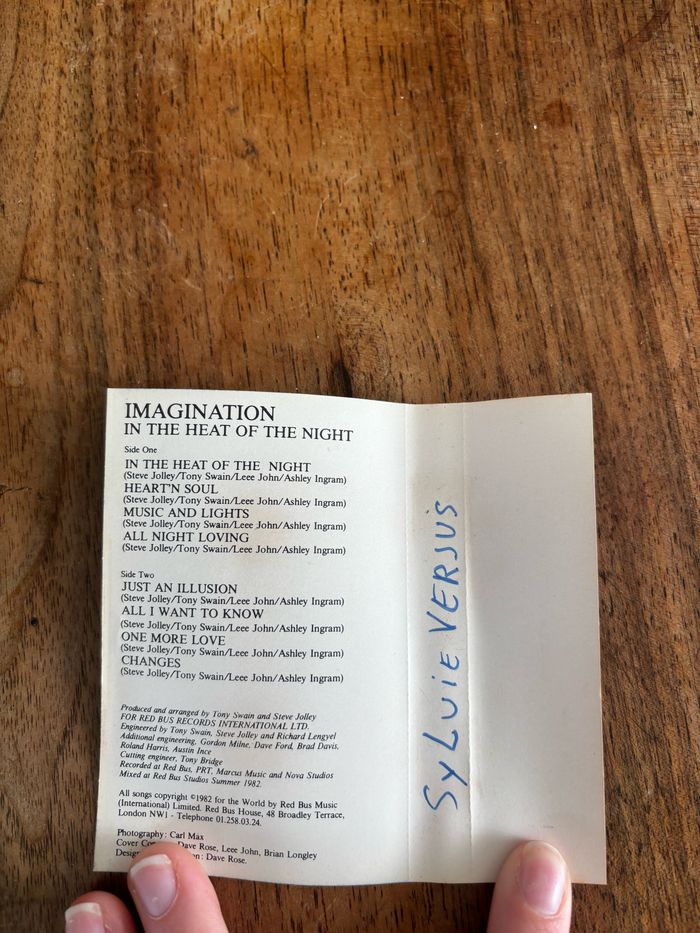 IMAGINATION
IN THE HEAT OF THE NIGHT
Side One
IN THE HEAT OF THE NIGHT
(Steve Jolley/Tony Swain/Leee John/Ashley Ingram)
HEART'N SOUL
(Steve Jolley/Tony Swain/Leee John/Ashley Ingram)
MUSIC AND LIGHTS
(Steve Jolley/Tony Swain/Leee John/Ashley Ingram)
ALL NIGHT LOVING
(Steve Jolley/Tony Swain/Leee John/Ashley Ingram)
Side Two
JUST AN ILLUSION
(Steve Jolley/Tony Swain/Leee John/Ashley Ingram)
ALL I WANT TO KNOW
(Steve Jolley/Tony Swain/Leee John/Ashley Ingram)
ONE MORE LOVE
(Steve Jolley/Tony Swain/Leee John/Ashley Ingram)
CHANGES
(Steve Jolley/Tony Swain/Leee John/Ashley Ingram)
Produced and arranged by Tony Swain and Steve Jolley
FOR RED BUS RECORDS INTERNATIONAL LTD.
Engineered by Tony Swain, Steve Jolley and Richard Lengyel
Additional engineering, Gordon Milne, Dave Ford, Brad Davis,
Roland Harris, Austin Ince
Cutting engineer, Tony Bridge
Recorded at Red Bus, PRT, Marcus Music and Nova Studios
Mixed at Red Bus Studios Summer 1982.
All songs copyright ©1982 for the World by Red Bus Music
(International) Limited. Red Bus House, 48 Broadley Terrace,
London NW1 - Telephone 01.258.03.24.
Photography: Carl Max
Cover Dave Rose, Leee John, Brian Longley
: Dave Rose.
SyLViE VERSUS